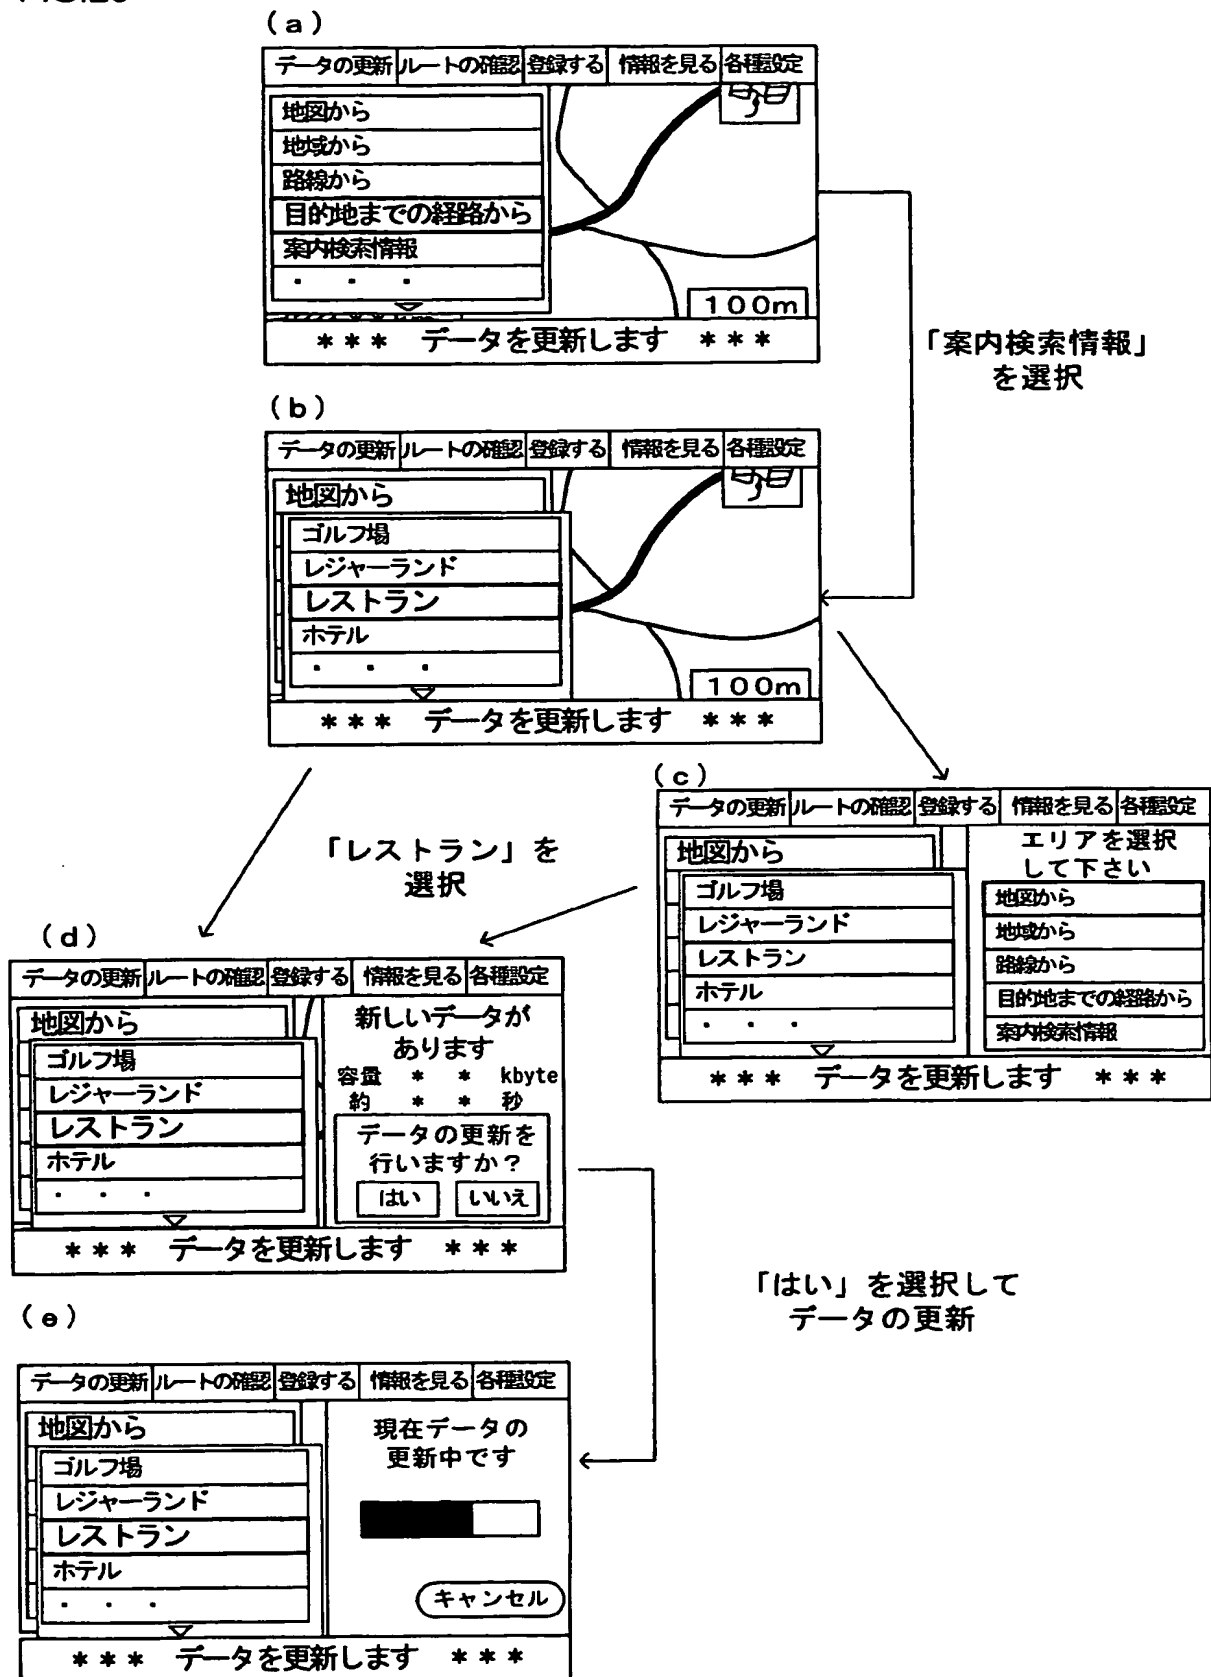 (a)
データの更新 ルートの確認 登録する 情報を見る 各種設定
地図から
地域から
路線から
目的地までの経路から
案内検索情報
・ ・ ・
100m
*** データを更新します ***
「案内検索情報」
を選択
(b)
データの更新 ルートの確認 登録する 情報を見る 各種設定
地図から
ゴルフ場
レジャーランド
レストラン
ホテル
・ ・ ・
100m
*** データを更新します ***
「レストラン」を
選択
(c)
データの更新 ルートの確認 登録する 情報を見る 各種設定
地図から
ゴルフ場
レジャーランド
レストラン
ホテル
・ ・ ・
エリアを選択
して下さい
地図から
地域から
路線から
目的地までの経路から
案内検索情報
*** データを更新します ***
(d)
データの更新 ルートの確認 登録する 情報を見る 各種設定
地図から
ゴルフ場
レジャーランド
レストラン
ホテル
・ ・ ・
新しいデータが
あります
容量 * * kbyte
約 * * 秒
データの更新を
行いますか?
はい いいえ
*** データを更新します ***
「はい」を選択して
データの更新
(e)
データの更新 ルートの確認 登録する 情報を見る 各種設定
地図から
ゴルフ場
レジャーランド
レストラン
ホテル
・ ・ ・
現在データの
更新中です
キャンセル
*** データを更新します ***